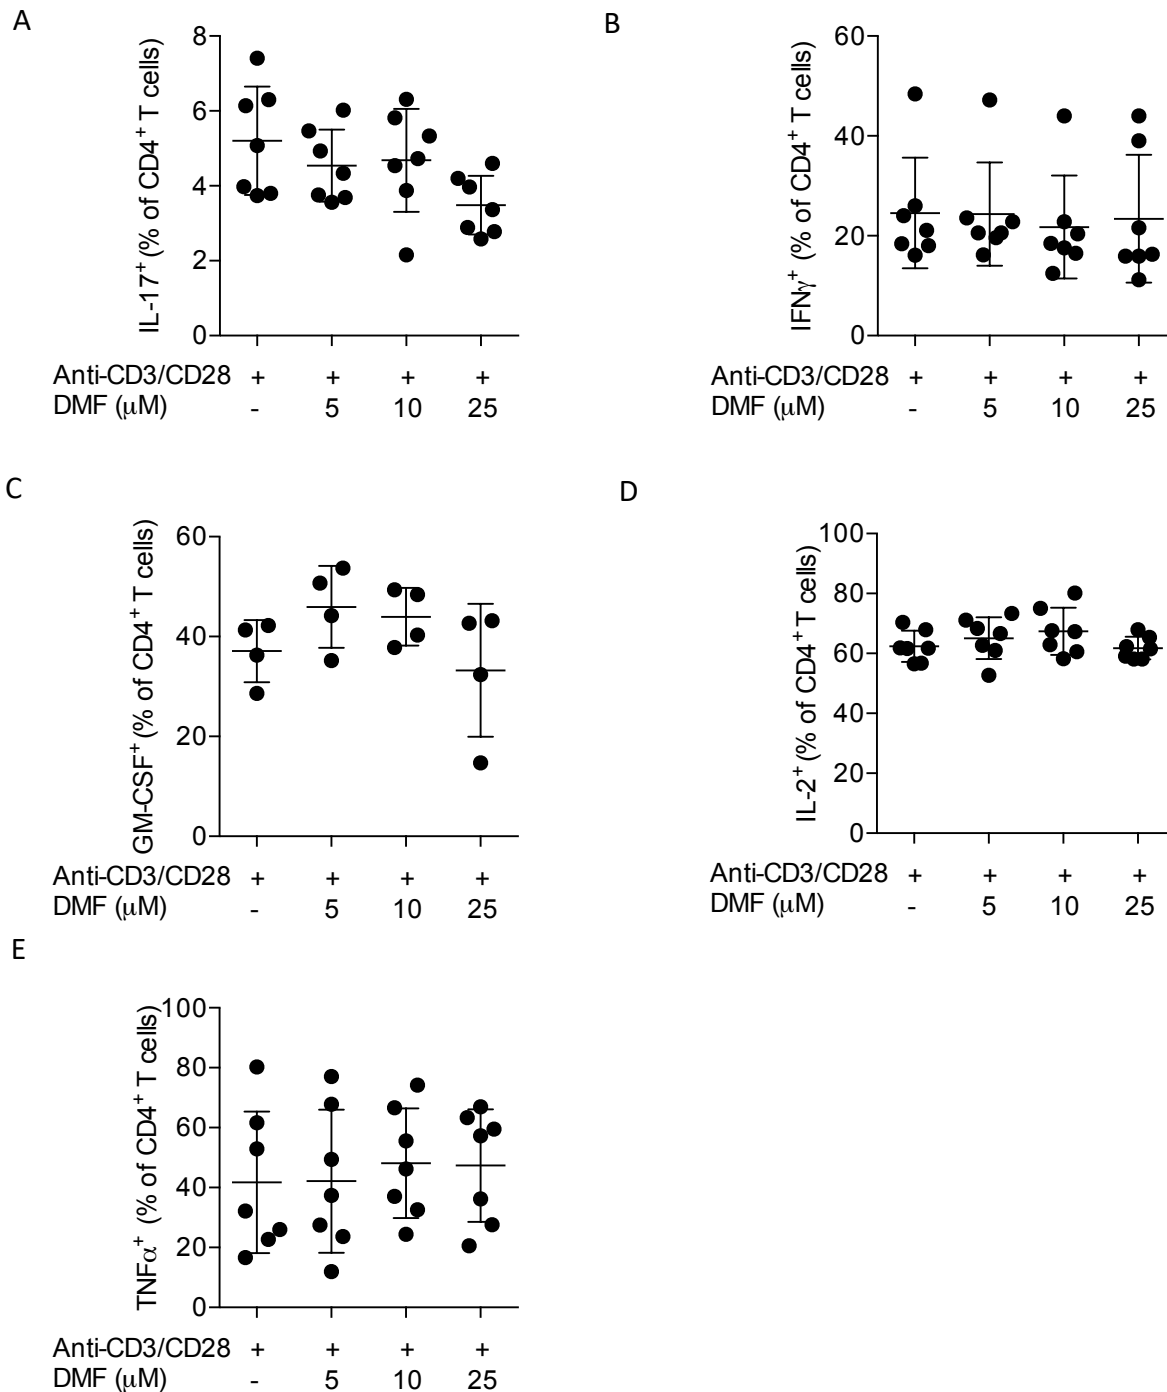 A
IL-17⁺ (% of CD4⁺ T cells)
8
6
4
2
0
Anti-CD3/CD28 + + + +
DMF (μM) - 5 10 25
B
IFNγ⁺ (% of CD4⁺ T cells)
60
40
20
0
Anti-CD3/CD28 + + + +
DMF (μM) - 5 10 25
C
GM-CSF⁺ (% of CD4⁺ T cells)
60
40
20
0
Anti-CD3/CD28 + + + +
DMF (μM) - 5 10 25
D
IL-2⁺ (% of CD4⁺ T cells)
100
80
60
40
20
0
Anti-CD3/CD28 + + + +
DMF (μM) - 5 10 25
E
TNFα⁺ (% of CD4⁺ T cells)
100
80
60
40
20
0
Anti-CD3/CD28 + + + +
DMF (μM) - 5 10 25